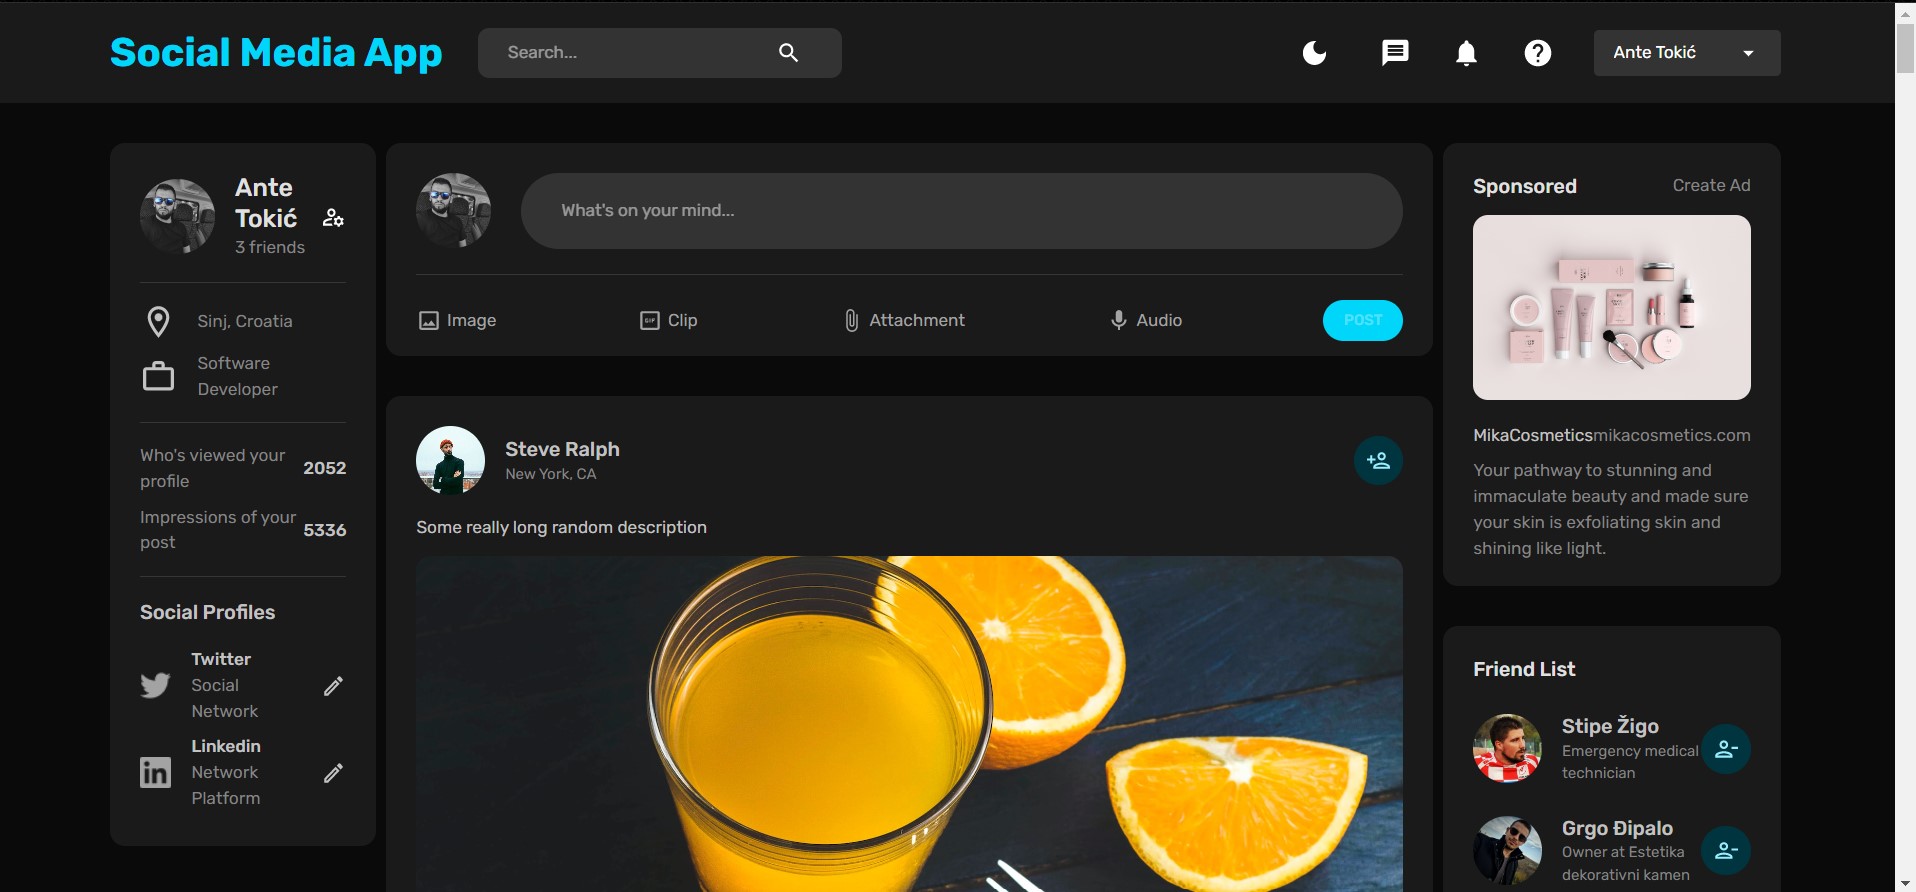 Social Media App
Search...
Ante Tokić
Ante
Tokić
3 friends
Sinj, Croatia
Software
Developer
Who's viewed your
profile
2052
Impressions of your
post
5336
Social Profiles
Twitter
Social
Network
Linkedin
Network
Platform
What's on your mind...
Image
GIF
Clip
Attachment
Audio
POST
Steve Ralph
New York, CA
Some really long random description
Sponsored
Create Ad
MikaCosmetics
mikacosmetics.com
Your pathway to stunning and
immaculate beauty and made sure
your skin is exfoliating skin and
shining like light.
Friend List
Stipe Žigo
Emergency medical
technician
Grgo Đipalo
Owner at Estetika
dekorativni kamen